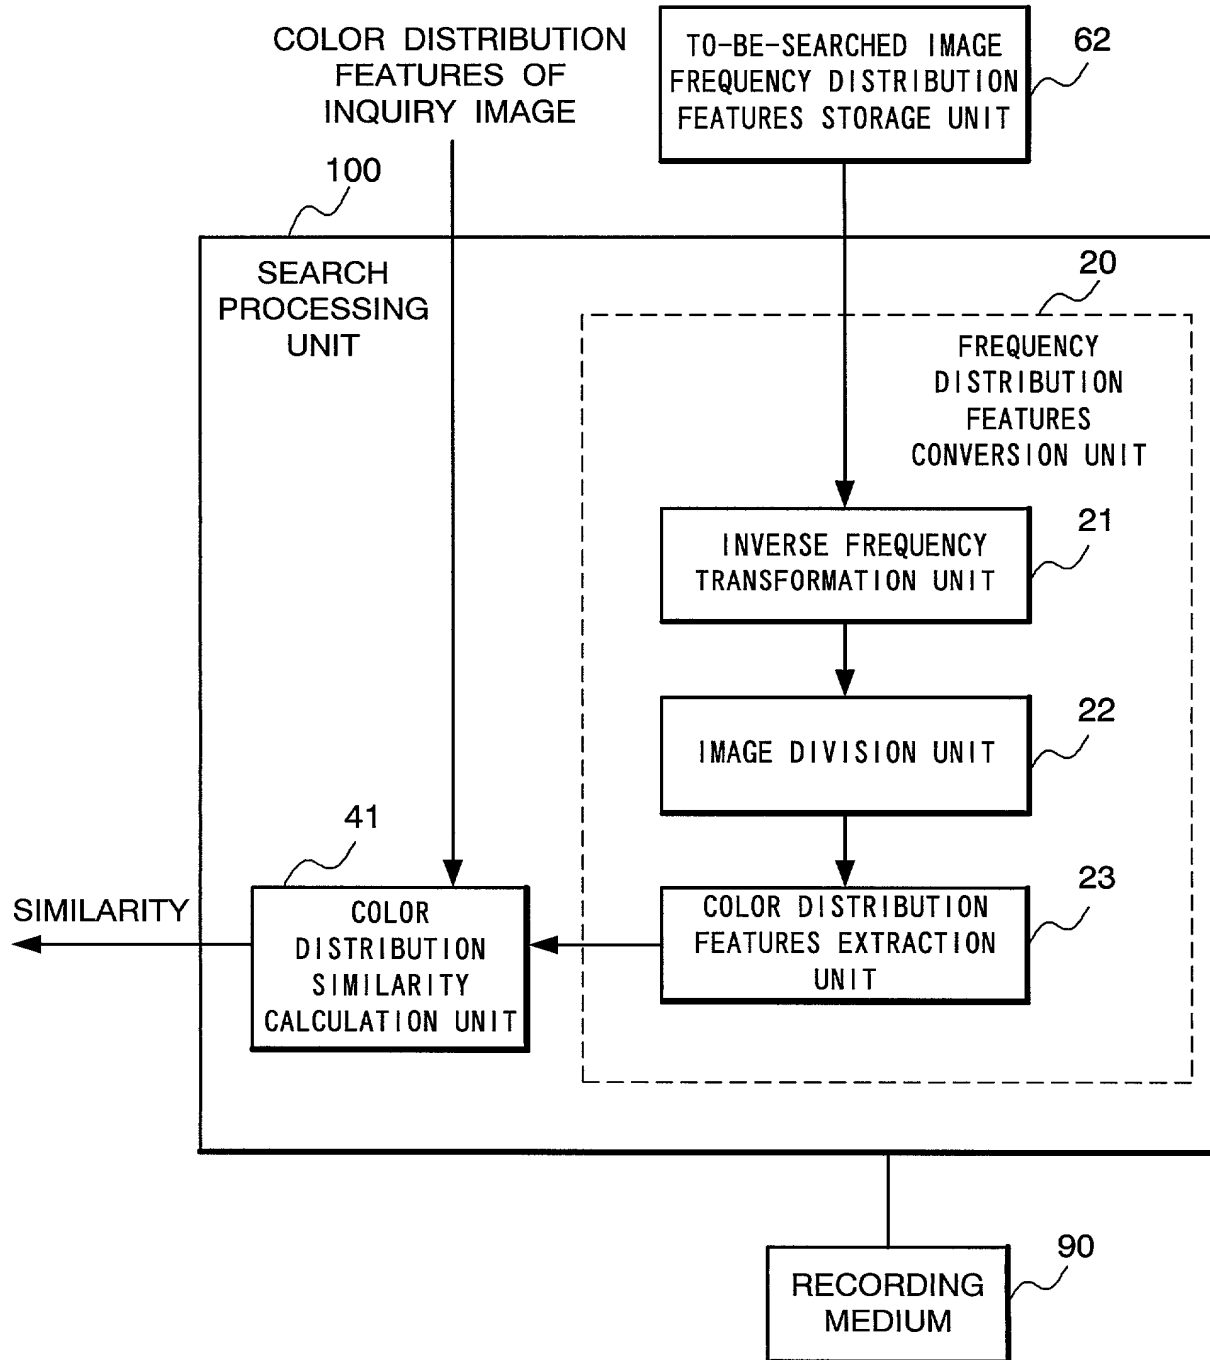 COLOR DISTRIBUTION
FEATURES OF
INQUIRY IMAGE
TO-BE-SEARCHED IMAGE
FREQUENCY DISTRIBUTION
FEATURES STORAGE UNIT
62
100
SEARCH
PROCESSING
UNIT
20
FREQUENCY
DISTRIBUTION
FEATURES
CONVERSION UNIT
21
INVERSE FREQUENCY
TRANSFORMATION UNIT
22
IMAGE DIVISION UNIT
41
23
SIMILARITY
COLOR
DISTRIBUTION
SIMILARITY
CALCULATION UNIT
COLOR DISTRIBUTION
FEATURES EXTRACTION
UNIT
90
RECORDING
MEDIUM